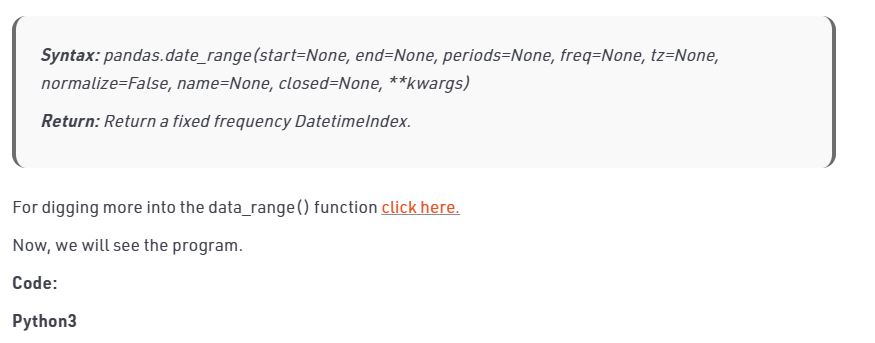 Syntax: pandas.date_range(start=None, end=None, periods=None, freq=None, tz=None,
normalize=False, name=None, closed=None, **kwargs)
Return: Return a fixed frequency DatetimeIndex.
For digging more into the data_range() function click here.
Now, we will see the program.
Code:
Python3